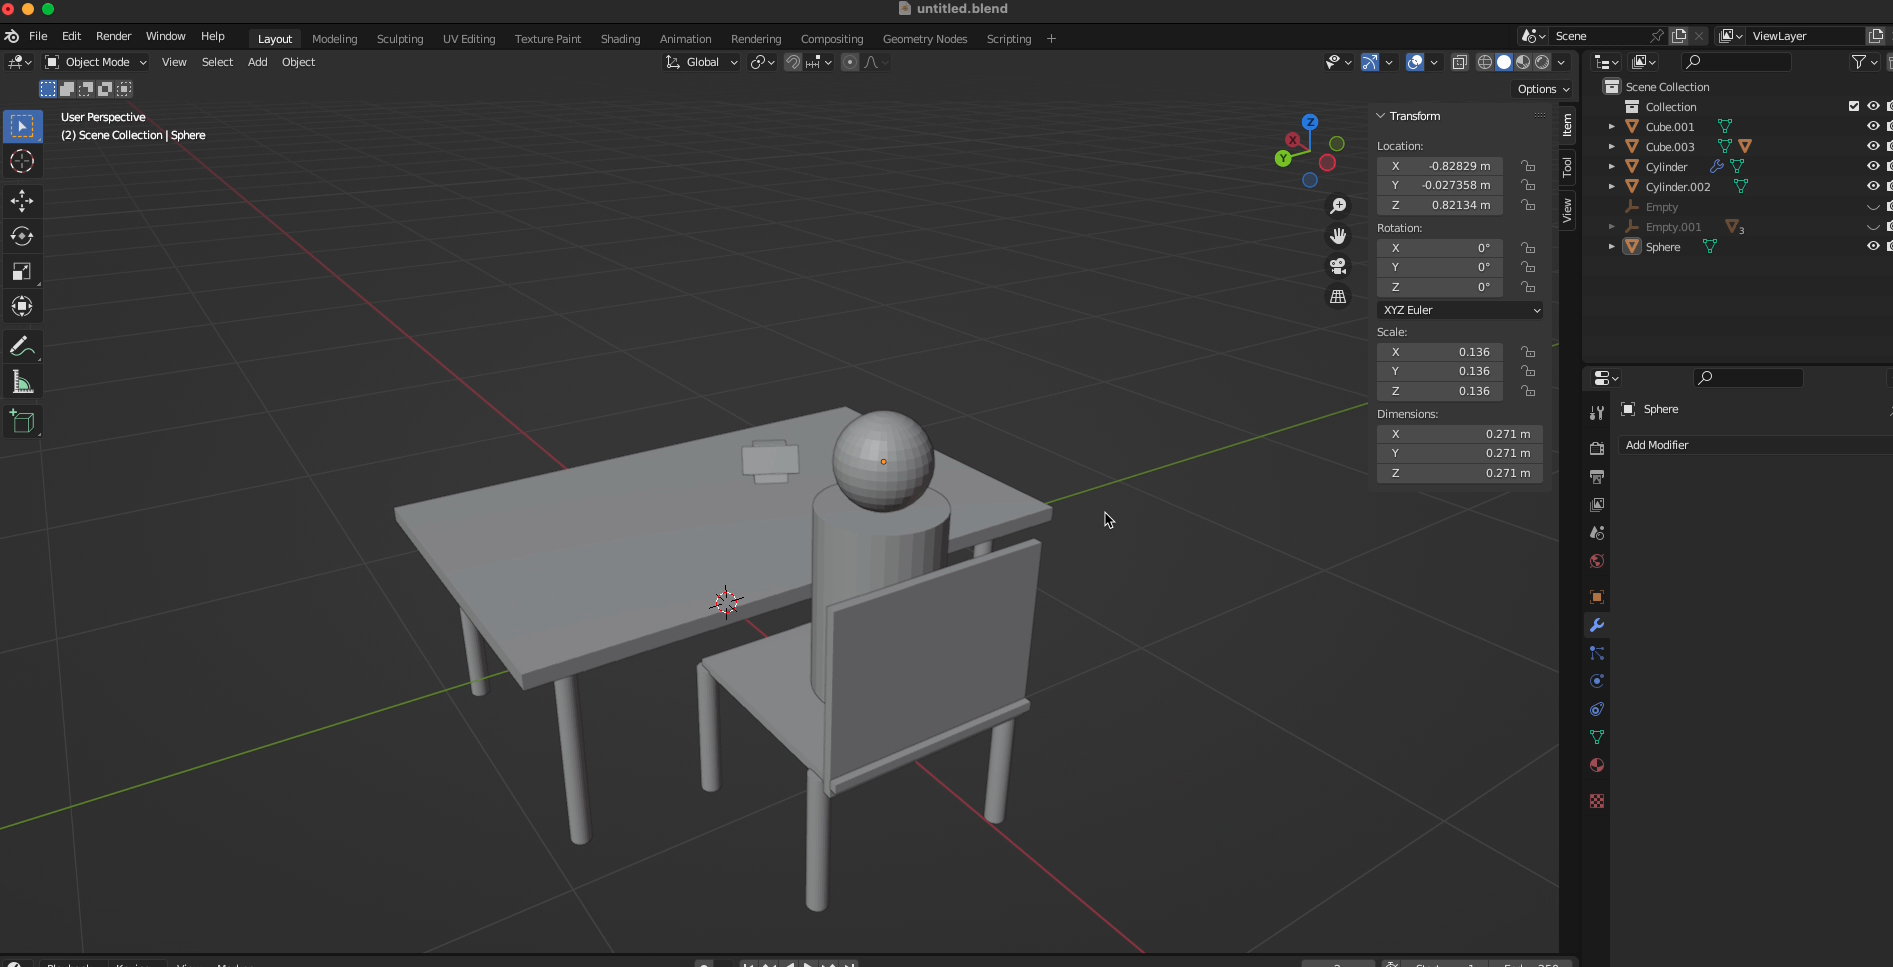 untitled.blend
File Edit Render Window Help
Layout Modeling Sculpting UV Editing Texture Paint Shading Animation Rendering Compositing Geometry Nodes Scripting +
Scene
ViewLayer
Object Mode View Select Add Object
Global
Options
User Perspective
(2) Scene Collection | Sphere
Z
X
Y
Transform
Location:
X -0.82829 m
Y -0.027358 m
Z 0.82134 m
Rotation:
X 0°
Y 0°
Z 0°
XYZ Euler
Scale:
X 0.136
Y 0.136
Z 0.136
Dimensions:
X 0.271 m
Y 0.271 m
Z 0.271 m
Item
Tool
View
Scene Collection
Collection
Cube.001
Cube.003
Cylinder
Cylinder.002
Empty
Empty.001 3
Sphere
Sphere
Add Modifier